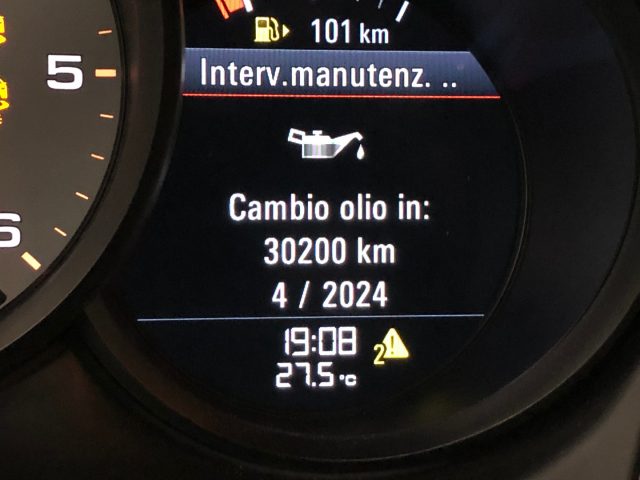 101 km
5
Interv.manutenz. ..
Cambio olio in:
30200 km
6
4 / 2024
19:08
2
27.5 °C